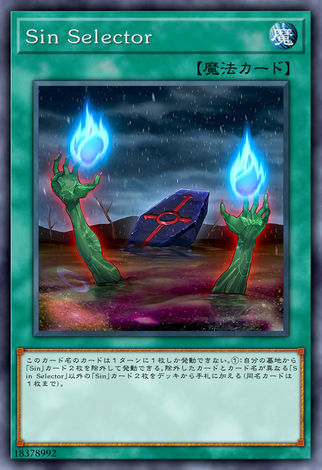 Sin Selector
魔
【魔法カード】
このカード名のカードは1ターンに1枚しか発動できない。①:自分の墓地から
「Sin」カード2枚を除外して発動できる。除外したカードとカード名が異なる「S
in Selector」以外の「Sin」カード2枚をデッキから手札に加える(同名カードは
1枚まで)。
18378992